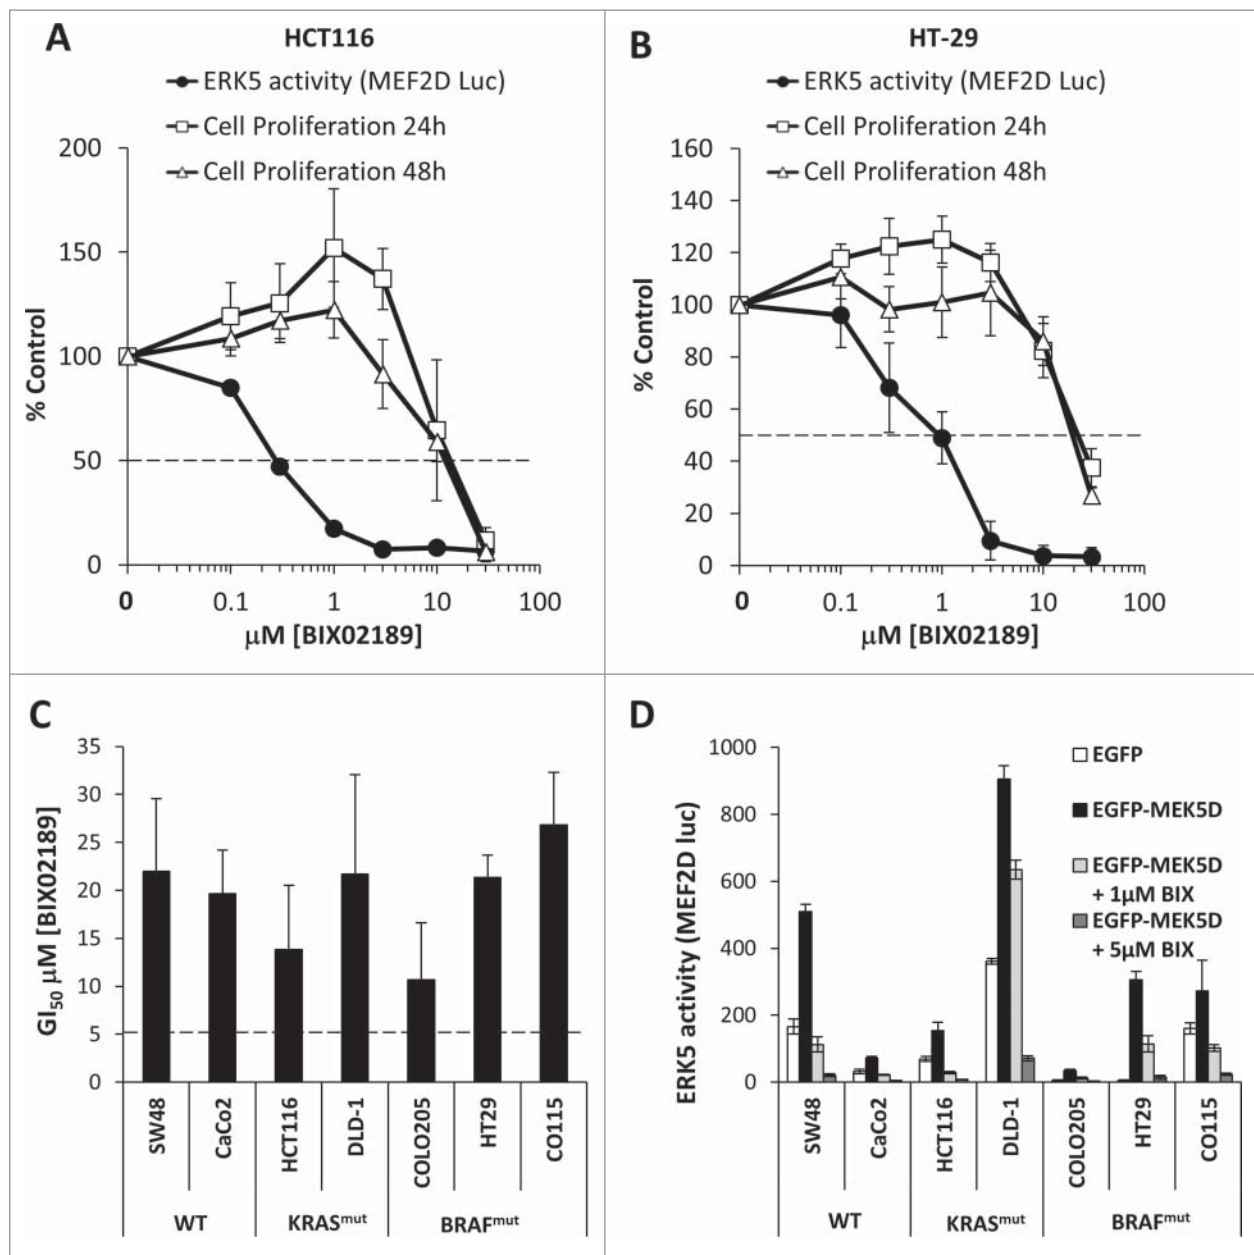 A
HCT116
ERK5 activity (MEF2D Luc)
Cell Proliferation 24h
Cell Proliferation 48h
200
150
100
50
0
% Control
0
0.1
1
10
100
μM [BIX02189]
B
HT-29
ERK5 activity (MEF2D Luc)
Cell Proliferation 24h
Cell Proliferation 48h
160
140
120
100
80
60
40
20
0
% Control
0
0.1
1
10
100
μM [BIX02189]
C
35
30
25
20
15
10
5
0
GI₅₀ μM [BIX02189]
SW48
CaCo2
HCT116
DLD-1
COLO205
HT29
CO115
WT
KRASᵐᵘᵗ
BRAFᵐᵘᵗ
D
1000
800
600
400
200
0
ERK5 activity (MEF2D luc)
EGFP
EGFP-MEK5D
EGFP-MEK5D
+ 1μM BIX
EGFP-MEK5D
+ 5μM BIX
SW48
CaCo2
HCT116
DLD-1
COLO205
HT29
CO115
WT
KRASᵐᵘᵗ
BRAFᵐᵘᵗ